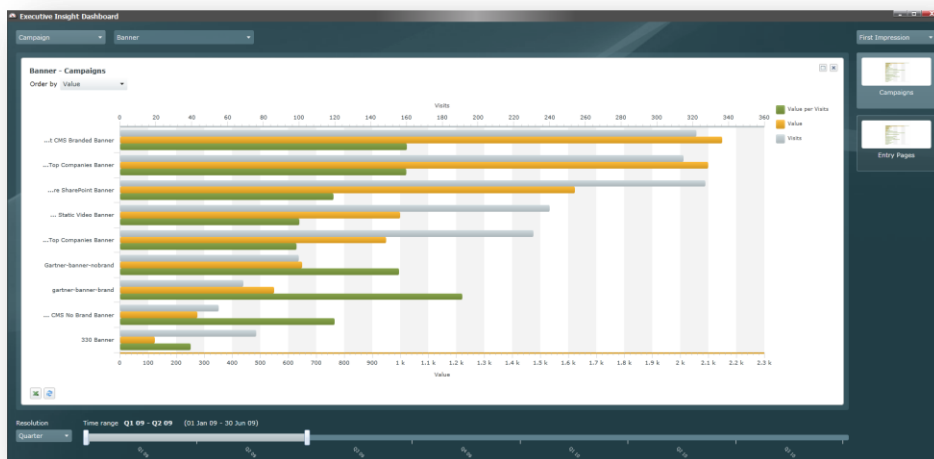 Executive Insight Dashboard
Campaign
Banner
First Impression
Banner - Campaigns
Order by Value
Visits
0 20 40 60 80 100 120 140 160 180 200 220 240 260 280 300 320 340 360
Value per Visits
Value
Visits
...t CMS Branded Banner
...Top Companies Banner
...re SharePoint Banner
... Static Video Banner
...Top Companies Banner
Gartner-banner-nobrand
gartner-banner-brand
... CMS No Brand Banner
330 Banner
0 100 200 300 400 500 600 700 800 900 1 k 1.1 k 1.2 k 1.3 k 1.4 k 1.5 k 1.6 k 1.7 k 1.8 k 1.9 k 2 k 2.1 k 2.2 k 2.3 k
Value
Campaigns
Entry Pages
Resolution
Quarter
Time range Q1 09 - Q2 09 (01 Jan 09 - 30 Jun 09)